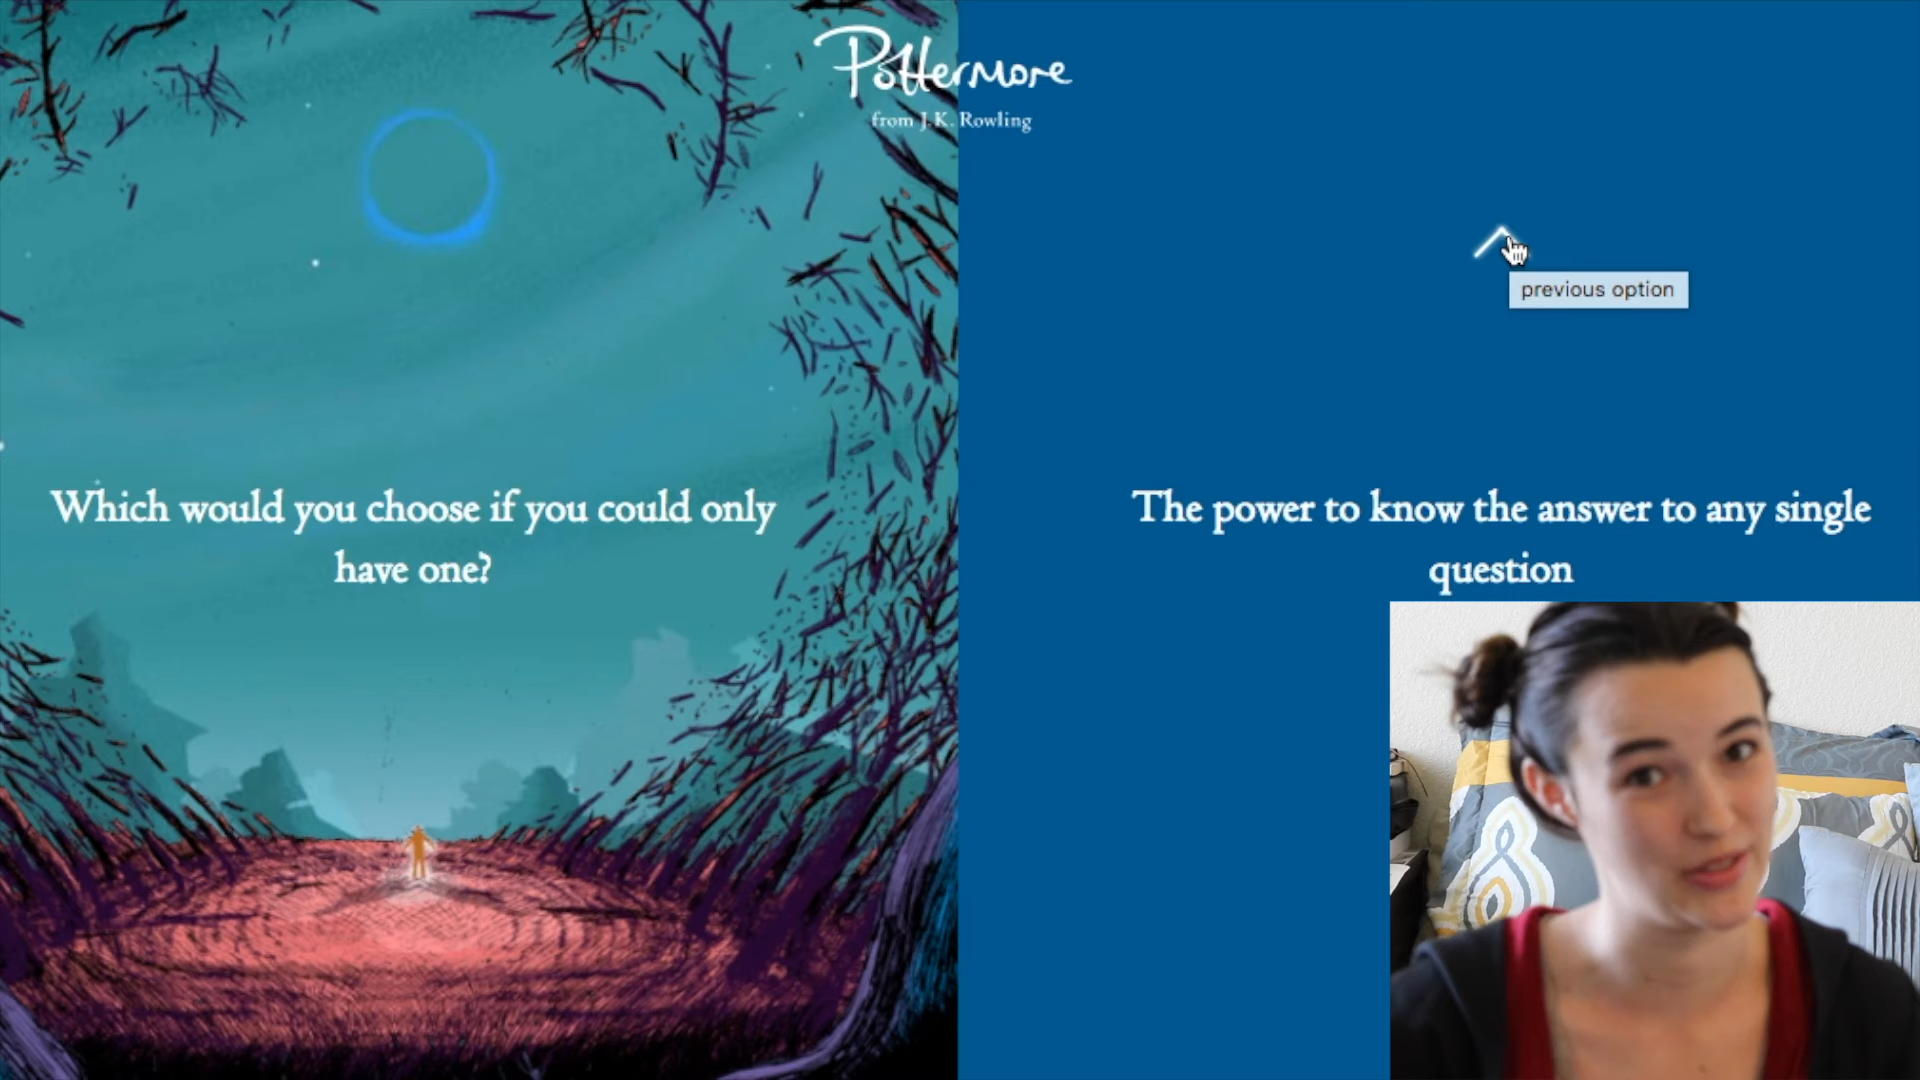 Pottermore
from J.K. Rowling
previous option
Which would you choose if you could only
have one?
The power to know the answer to any single
question